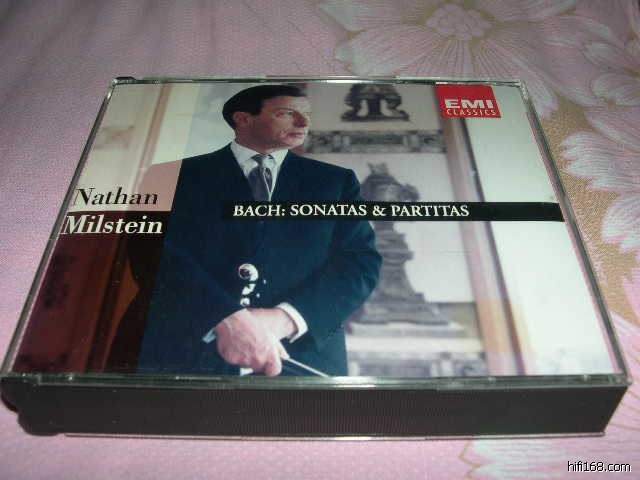 EMI
CLASSICS
Nathan
Milstein
BACH: SONATAS & PARTITAS
hifi168.com